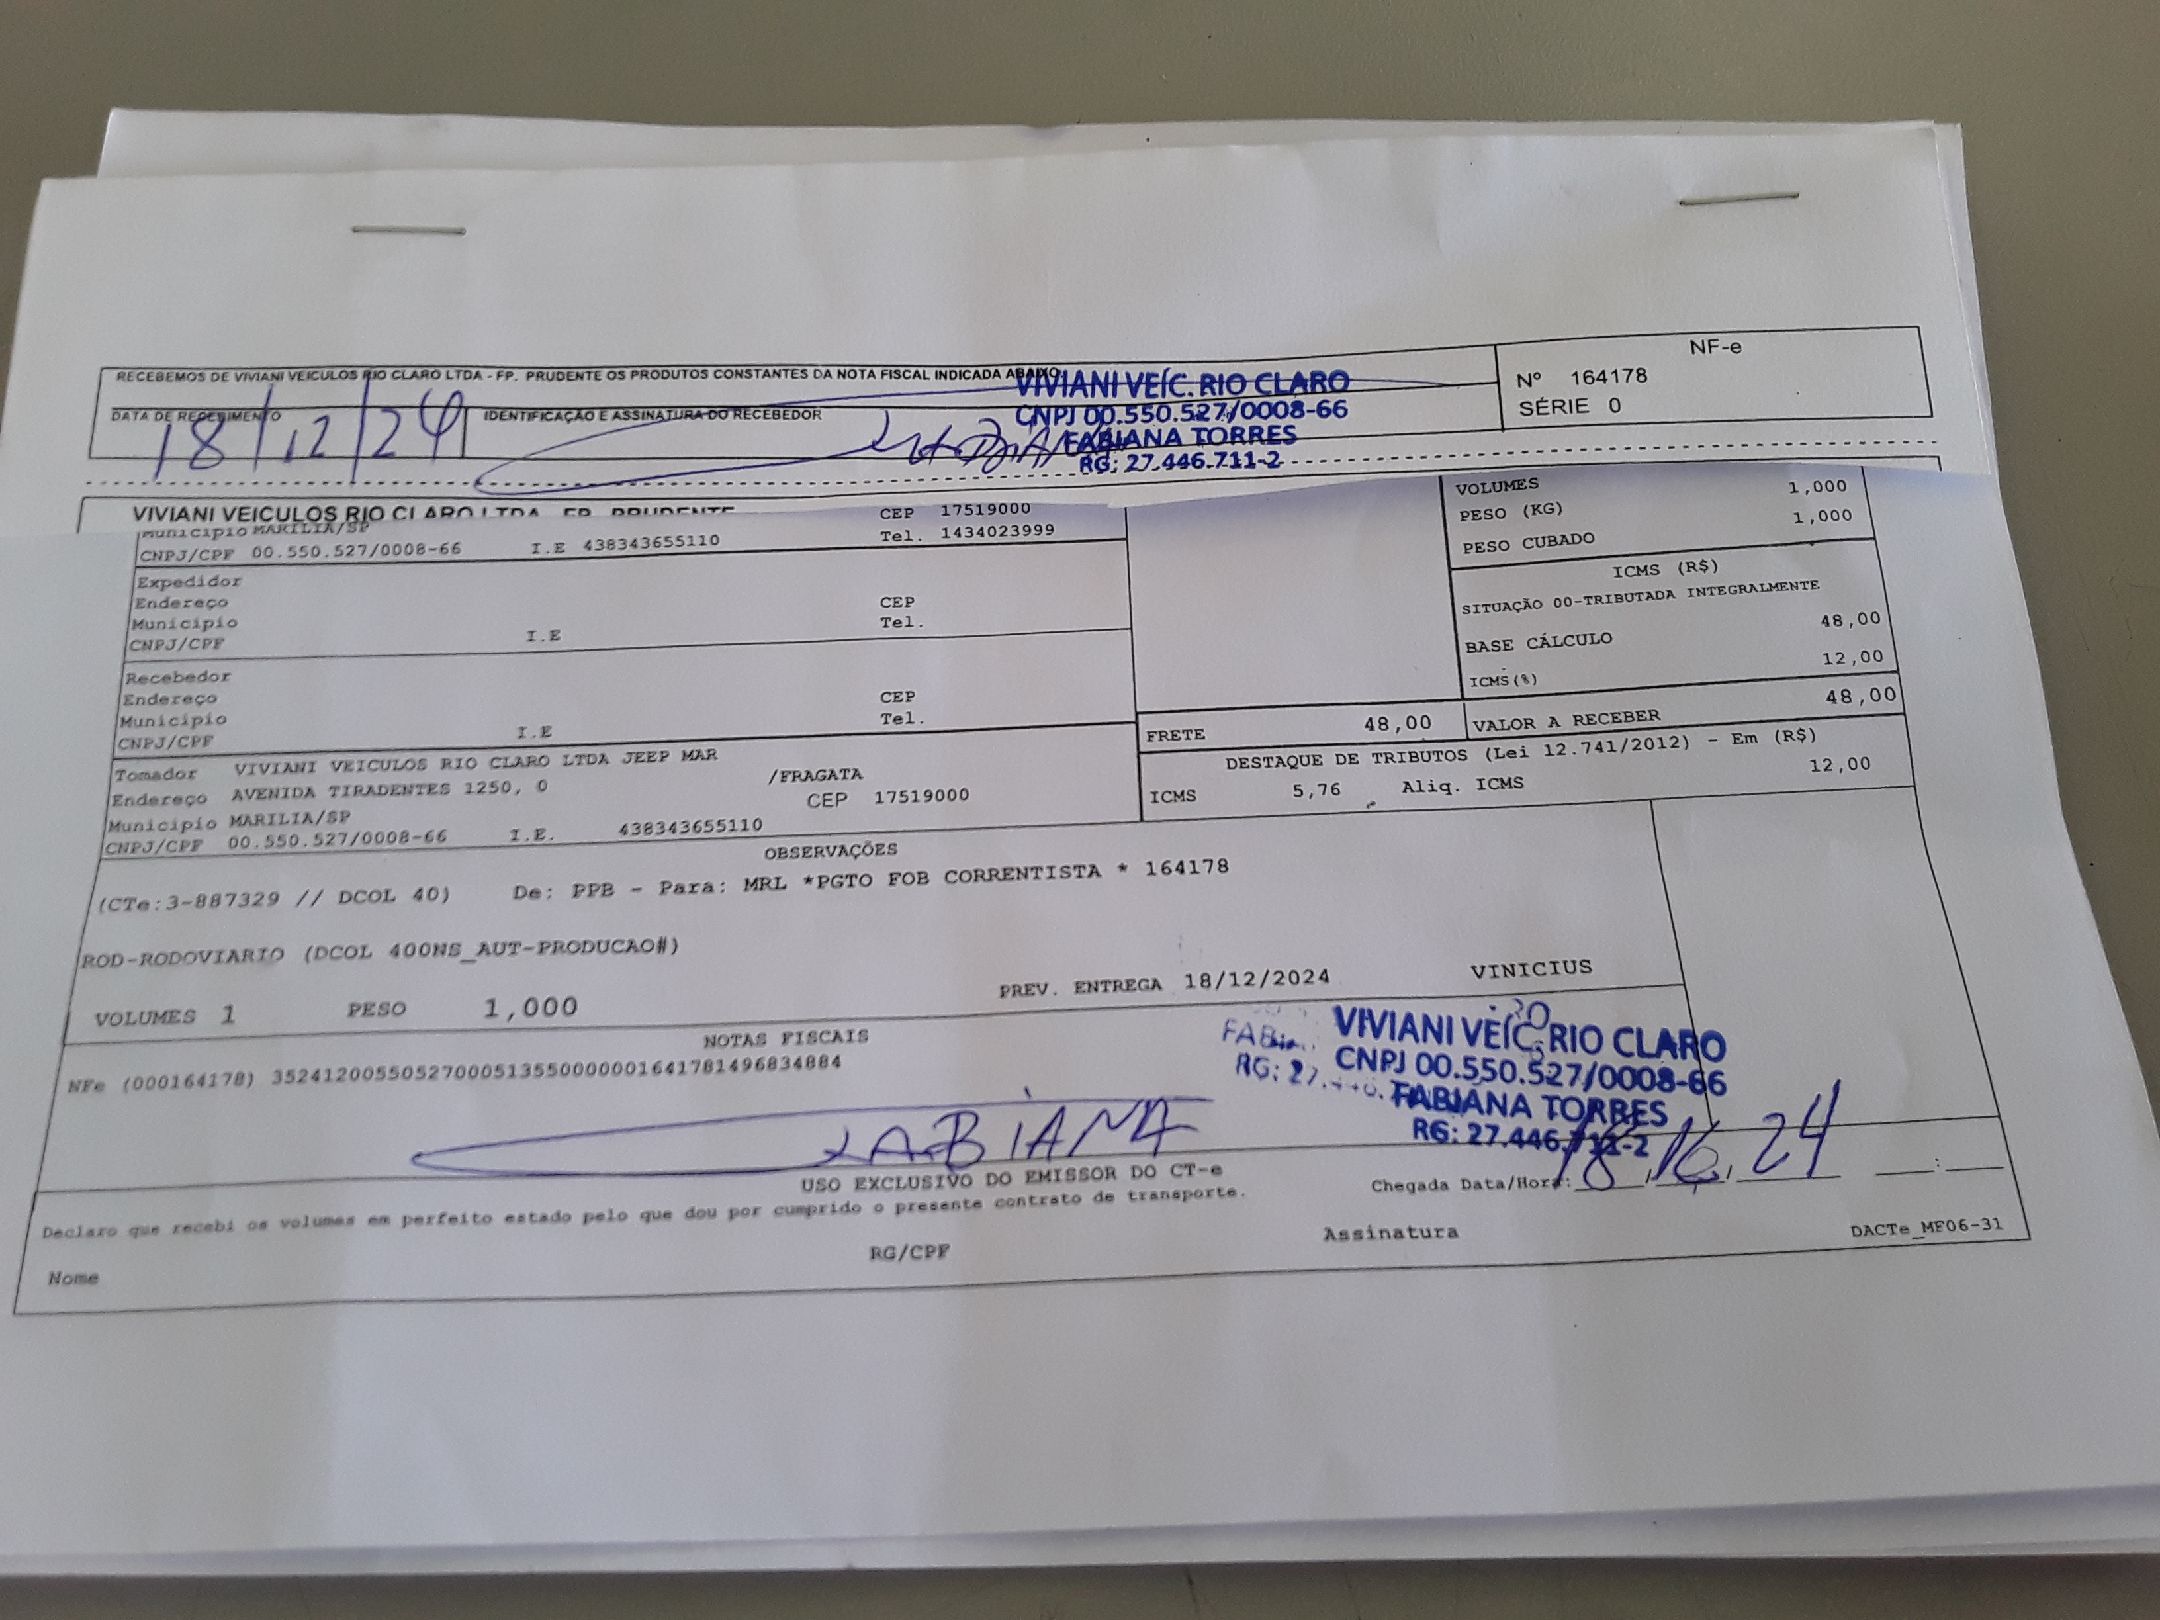 RECEBEMOS DE VIVIANI VEICULOS RIO CLARO LTDA - FP. PRUDENTE OS PRODUTOS CONSTANTES DA NOTA FISCAL INDICADA ABAIXO
NF-e
Nº 164178
SÉRIE 0
DATA DE RECEBIMENTO
18/12/24
IDENTIFICAÇÃO E ASSINATURA DO RECEBEDOR
VIVIANI VEÍC. RIO CLARO
CNPJ 00.550.527/0008-66
FABIANA TORRES
RG: 27.446.711-2
VIVIANI VEICULOS RIO CLARO LTDA - FP. PRUDENTE
CEP 17519000
Município MARILIA/SP
Tel. 1434023999
CNPJ/CPF 00.550.527/0008-66 I.E 438343655110
Expedidor
Endereço CEP
Município Tel.
CNPJ/CPF I.E
Recebedor
Endereço CEP
Município Tel.
CNPJ/CPF I.E
Tomador VIVIANI VEICULOS RIO CLARO LTDA JEEP MAR
Endereço AVENIDA TIRADENTES 1250, 0 /FRAGATA
CEP 17519000
Município MARILIA/SP
CNPJ/CPF 00.550.527/0008-66 I.E. 438343655110
VOLUMES 1,000
PESO (KG) 1,000
PESO CUBADO
ICMS (R$)
SITUAÇÃO 00-TRIBUTADA INTEGRALMENTE
BASE CÁLCULO 48,00
ICMS(%) 12,00
FRETE 48,00 VALOR A RECEBER 48,00
DESTAQUE DE TRIBUTOS (Lei 12.741/2012) - Em (R$)
ICMS 5,76 Aliq. ICMS 12,00
OBSERVAÇÕES
(CTe:3-887329 // DCOL 40) De: PPB - Para: MRL *PGTO FOB CORRENTISTA * 164178
ROD-RODOVIARIO (DCOL 400NS_AUT-PRODUCAO#)
VOLUMES 1 PESO 1,000 PREV. ENTREGA 18/12/2024 VINICIUS
NOTAS FISCAIS
NFe (000164178) 35241200550527000513550000001641781496834884
VIVIANI VEÍC. RIO CLARO
CNPJ 00.550.527/0008-66
FABIANA TORRES
RG: 27.446.711-2
FABIANA
USO EXCLUSIVO DO EMISSOR DO CT-e
Chegada Data/Hora: 18, , 24 :
Declaro que recebi os volumes em perfeito estado pelo que dou por cumprido o presente contrato de transporte.
Nome RG/CPF Assinatura DACTe_MF06-31